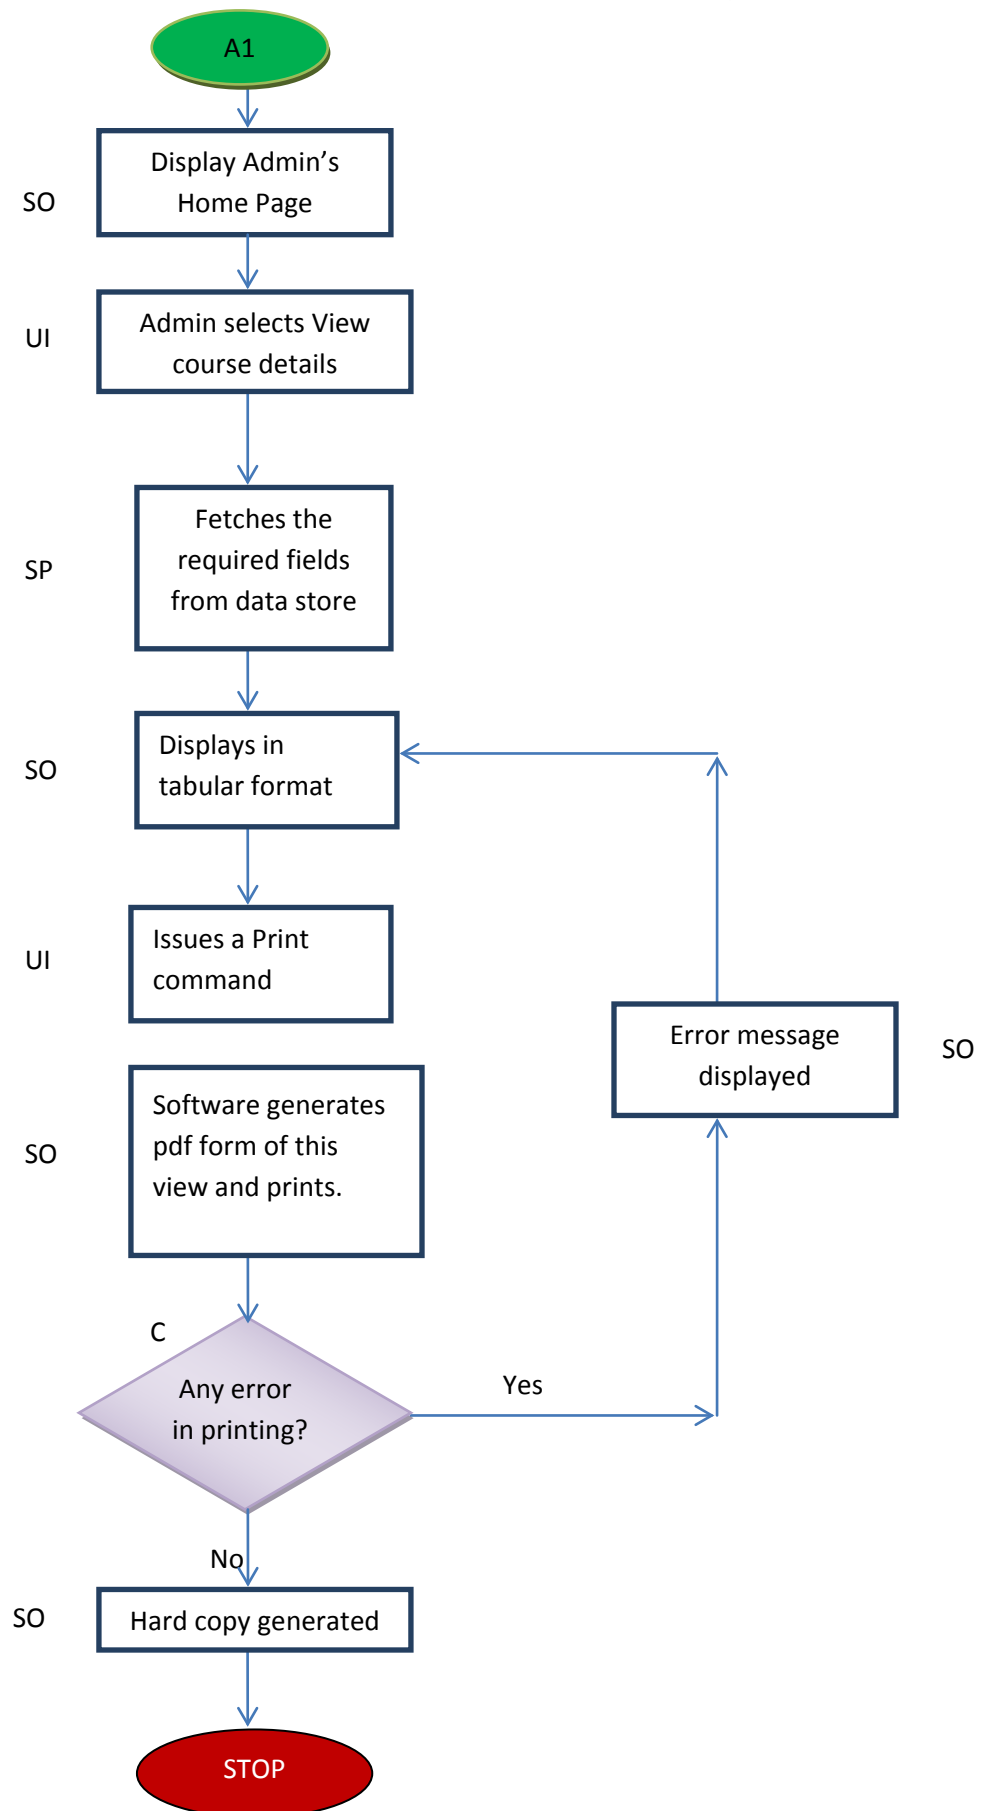 A1
Display Admin’s
Home Page
SO
Admin selects View
course details
UI
Fetches the
required fields
from data store
SP
Displays in
tabular format
SO
Issues a Print
command
UI
Error message
displayed
SO
Software generates
pdf form of this
view and prints.
SO
C
Any error
in printing?
Yes
No
Hard copy generated
SO
STOP